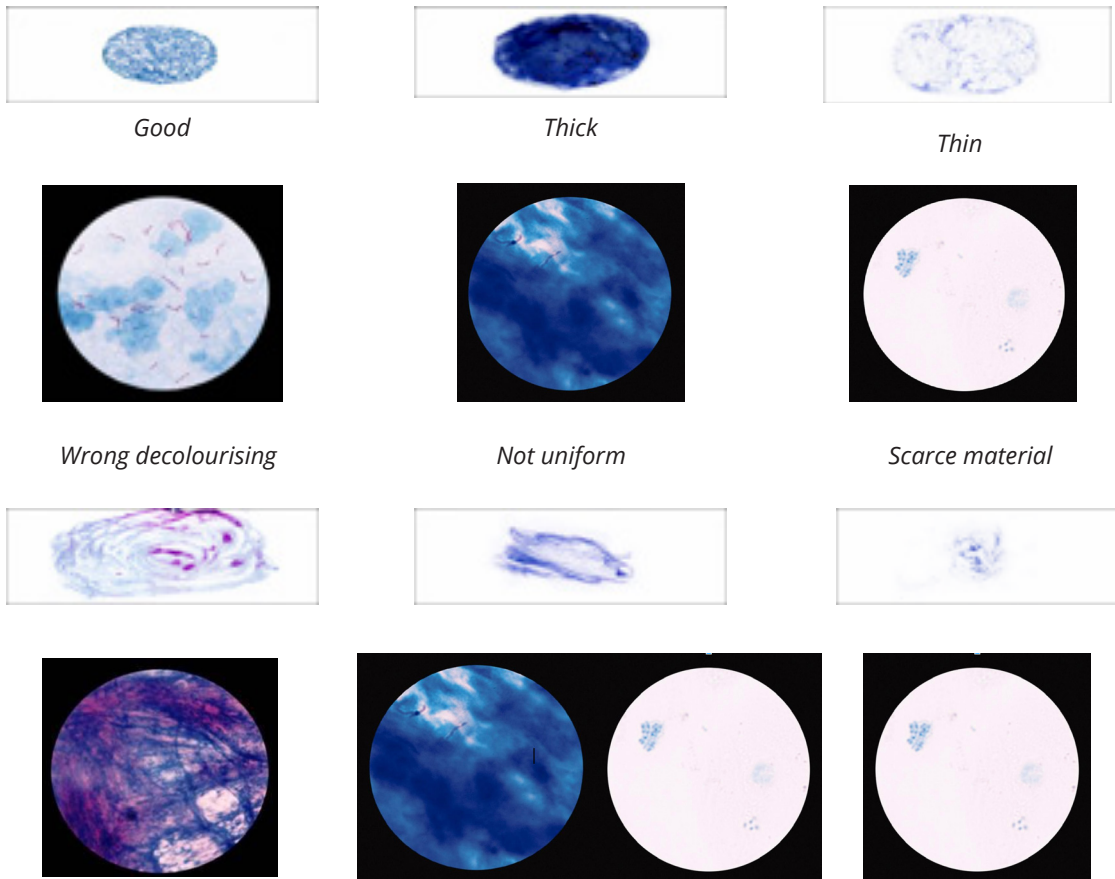 Good
Thick
Thin
Wrong decolourising
Not uniform
Scarce material